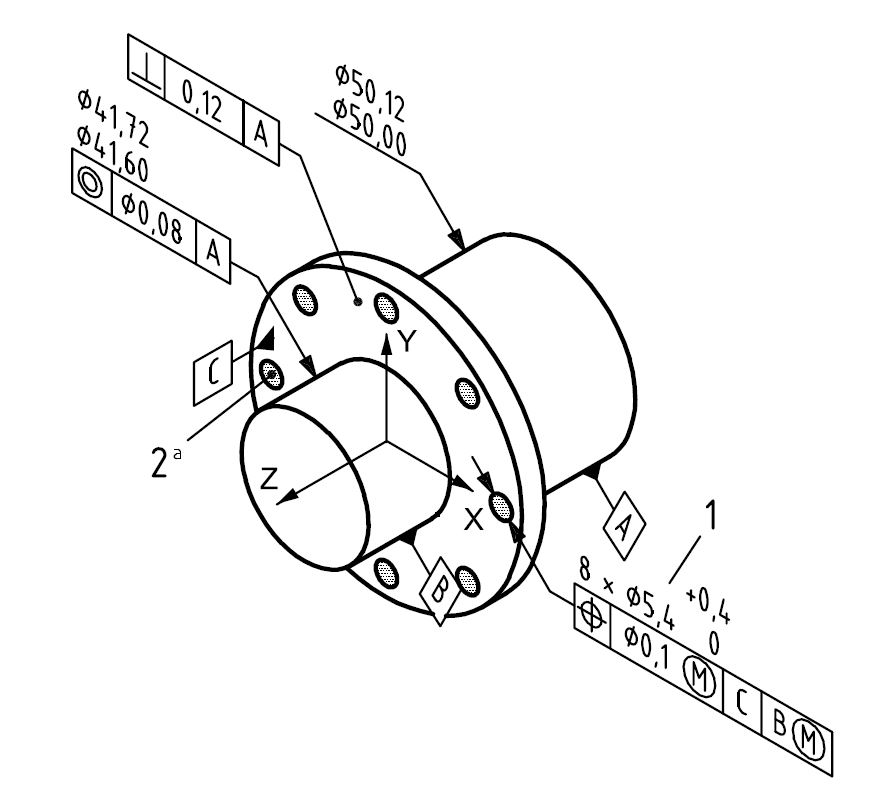 ⊥ 0,12 A
ø50,12
ø50,00
ø41,72
ø41,60
◎ ø0,08 A
C
2ᵃ
Y
Z
X
A
B
1
8 × ø5,4 +0,4
0
⌖ ø0,1 Ⓜ C B Ⓜ